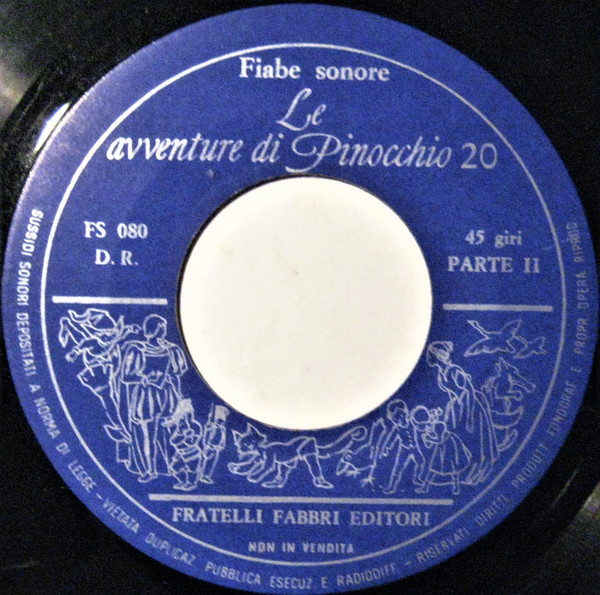 Fiabe sonore
Le
avventure di Pinocchio 20
FS 080
D. R.
45 giri
PARTE II
FRATELLI FABBRI EDITORI
NON IN VENDITA
SUSSIDI SONORI DEPOSITATI A NORMA DI LEGGE - VIETATA DUPLICAZ. PUBBLICA ESECUZ. E RADIODIFF. - RISERVATI DIRITTI PRODUTT. FONOGRAF. E PROPR. OPERA RIPROD.